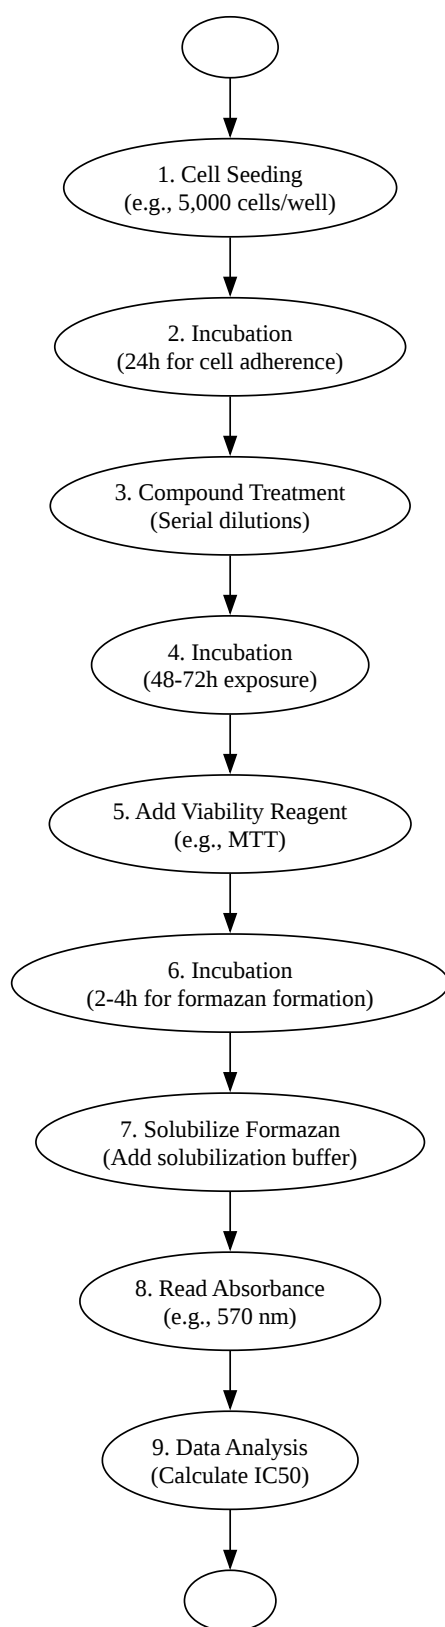 1. Cell Seeding
(e.g., 5,000 cells/well)
2. Incubation
(24h for cell adherence)
3. Compound Treatment
(Serial dilutions)
4. Incubation
(48-72h exposure)
5. Add Viability Reagent
(e.g., MTT)
6. Incubation
(2-4h for formazan formation)
7. Solubilize Formazan
(Add solubilization buffer)
8. Read Absorbance
(e.g., 570 nm)
9. Data Analysis
(Calculate IC50)